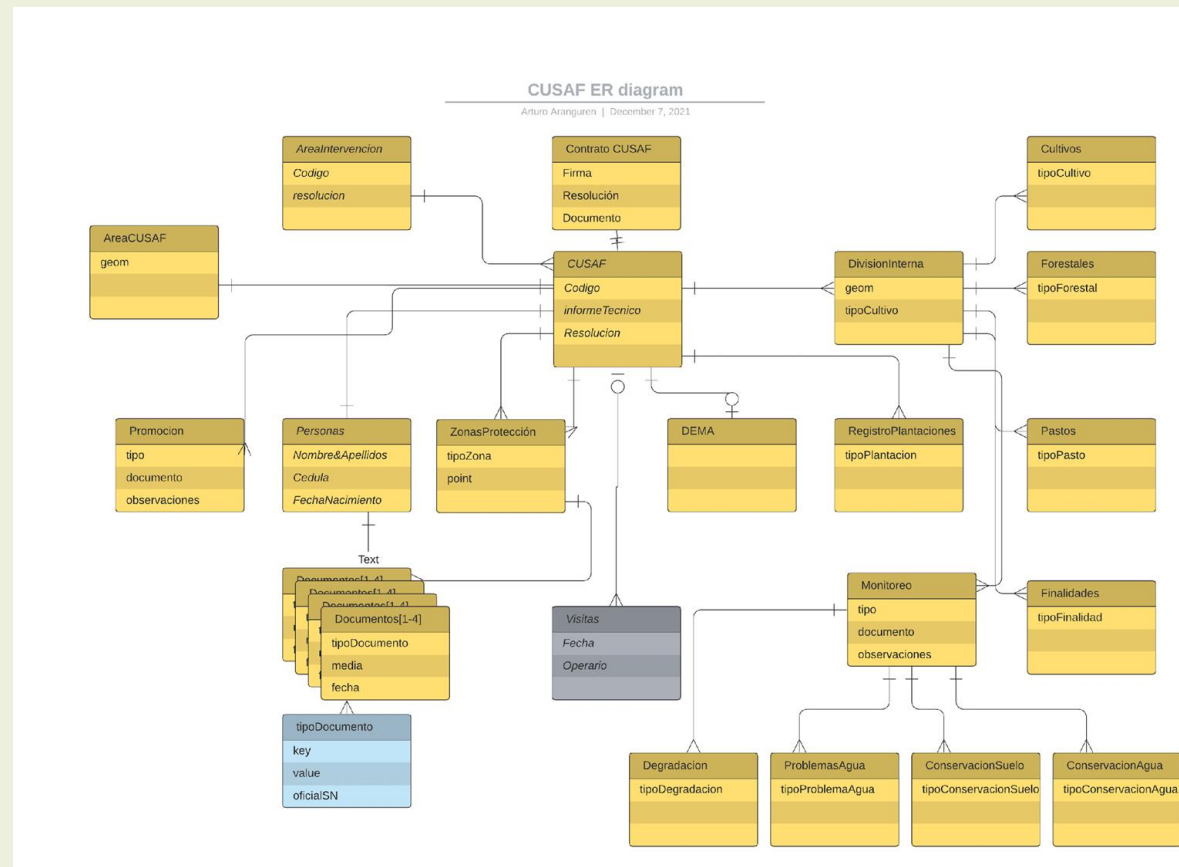 CUSAF ER diagram
Arturo Aranguren | December 7, 2021
AreaIntervencion
Codigo
resolucion
Contrato CUSAF
Firma
Resolución
Documento
Cultivos
tipoCultivo
AreaCUSAF
geom
CUSAF
Codigo
informeTecnico
Resolucion
DivisionInterna
geom
tipoCultivo
Forestales
tipoForestal
Promocion
tipo
documento
observaciones
Personas
Nombre&Apellidos
Cedula
FechaNacimiento
ZonasProtección
tipoZona
point
DEMA
RegistroPlantaciones
tipoPlantacion
Pastos
tipoPasto
Text
Documentos[1-4]
Documentos[1-4]
Documentos[1-4]
Documentos[1-4]
tipoDocumento
media
fecha
Visitas
Fecha
Operario
Monitoreo
tipo
documento
observaciones
Finalidades
tipoFinalidad
tipoDocumento
key
value
oficialSN
Degradacion
tipoDegradacion
ProblemasAgua
tipoProblemaAgua
ConservacionSuelo
tipoConservacionSuelo
ConservacionAgua
tipoConservacionAgua